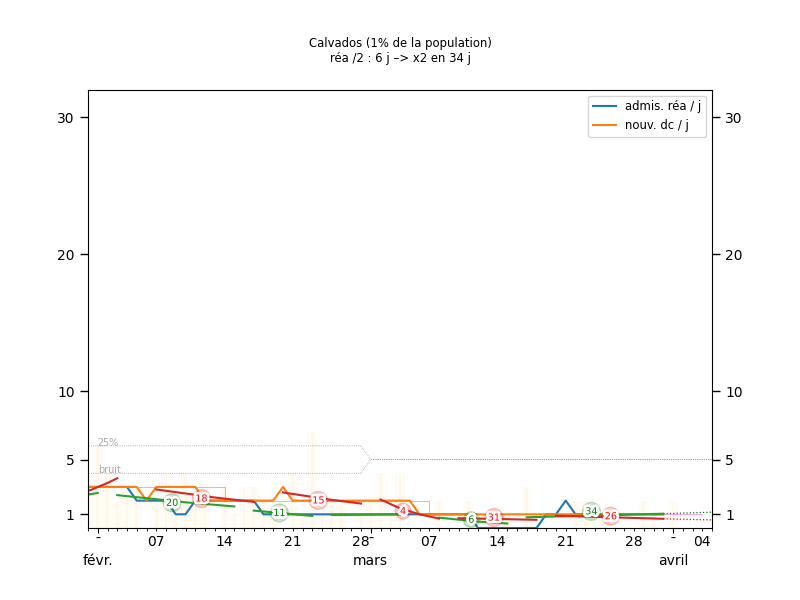 Calvados (1% de la population)
réa /2 : 6 j –> x2 en 34 j
admis. réa / j
nouv. dc / j
30 30
20 20
10 10
25%
5 5
bruit
20 18 11 15 4 6 31 34 26
1 1
- 07 14 21 28 - 07 14 21 28 - 04
févr. mars avril